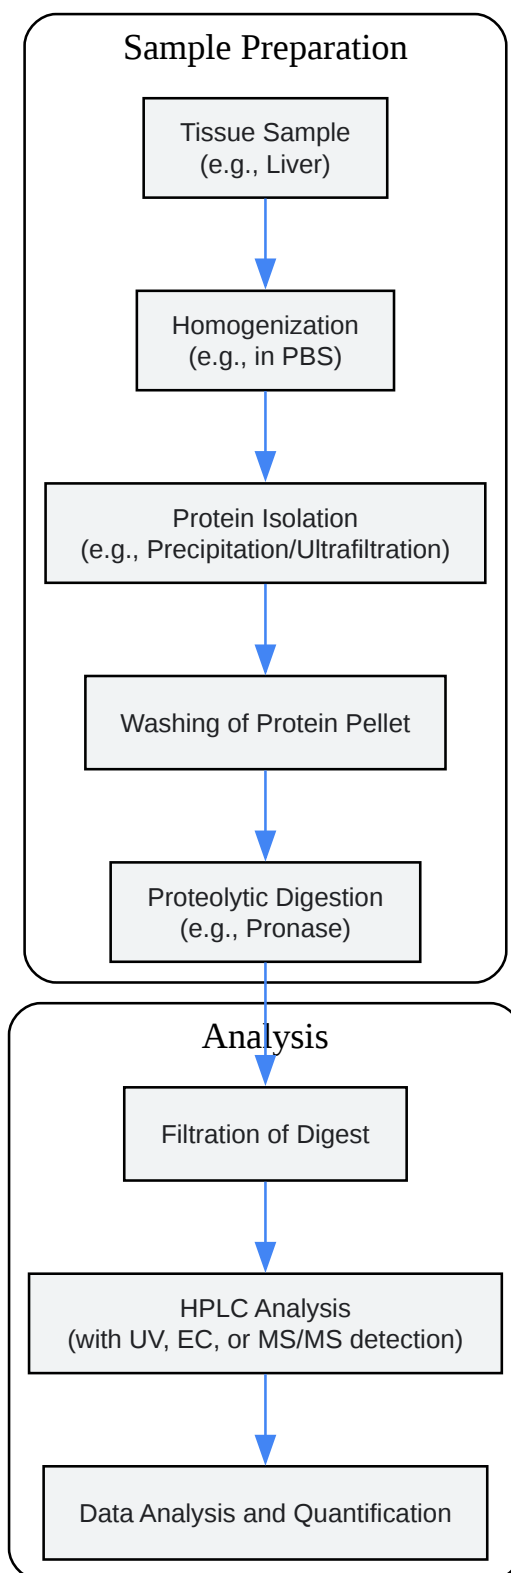 Sample Preparation
Tissue Sample
(e.g., Liver)
Homogenization
(e.g., in PBS)
Protein Isolation
(e.g., Precipitation/Ultrafiltration)
Washing of Protein Pellet
Proteolytic Digestion
(e.g., Pronase)
Analysis
Filtration of Digest
HPLC Analysis
(with UV, EC, or MS/MS detection)
Data Analysis and Quantification